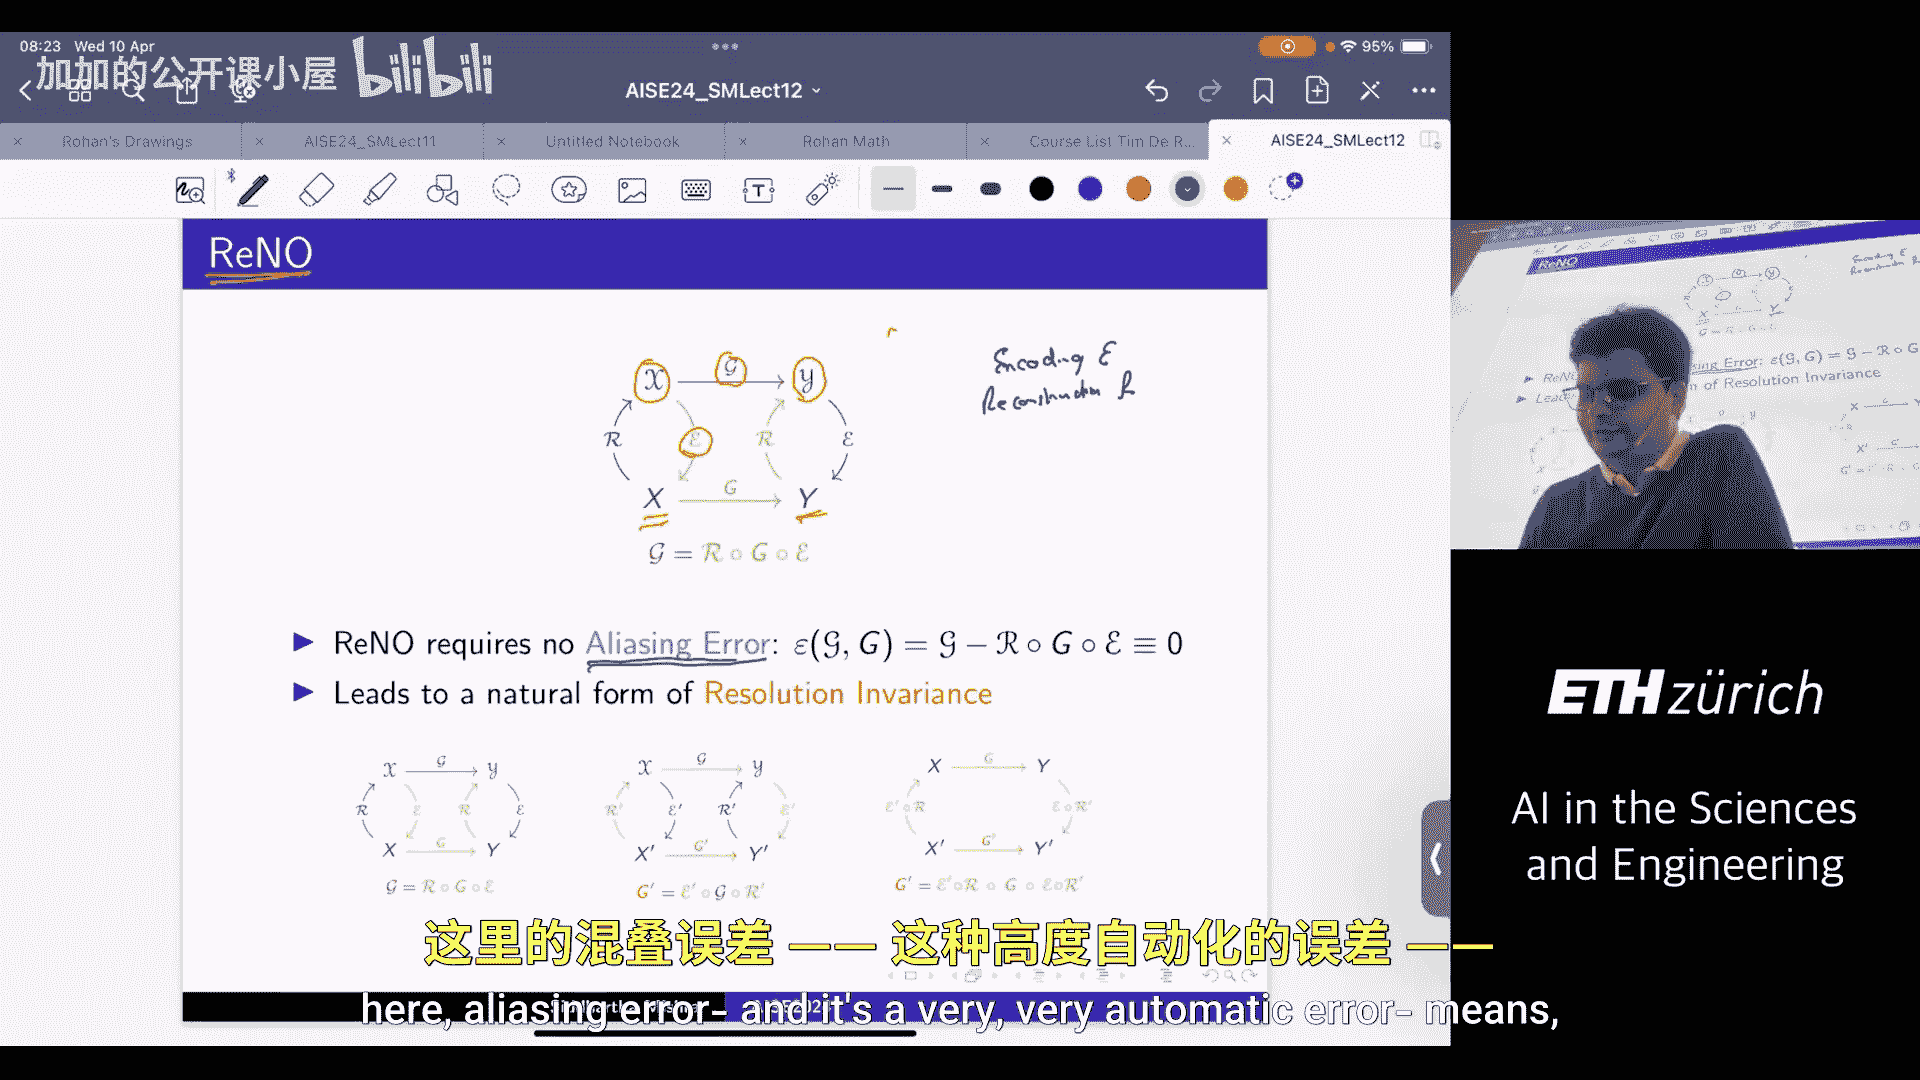 08:23 Wed 10 Apr
95%
加加的公开课小屋 bilibili
AISE24_SMLect12
Rohan's Drawings
AISE24_SMLect11
Untitled Notebook
Rohan Math
Course List Tim De R...
AISE24_SMLect12
ReNO
Encoding ℰ
Reconstruction ℛ
𝒳 𝒢 𝒴
ℛ ℰ ℛ ℰ
X G Y
𝒢 = ℛ ∘ G ∘ ℰ
▶ ReNO requires no Aliasing Error: ε(𝒢, G) = 𝒢 − ℛ ∘ G ∘ ℰ ≡ 0
▶ Leads to a natural form of Resolution Invariance
𝒳 𝒢 𝒴
ℛ ℰ ℛ ℰ
X G Y
𝒢 = ℛ ∘ G ∘ ℰ
𝒳 𝒢 𝒴
ℛ' ℰ' ℛ' ℰ'
X' G' Y'
G' = ℰ' ∘ 𝒢 ∘ ℛ'
X G Y
ℰ' ∘ ℛ ℰ ∘ ℛ'
X' G' Y'
G' = ℰ' ∘ ℛ ∘ G ∘ ℰ ∘ ℛ'
这里的混叠误差 —— 这种高度自动化的误差 ——
here, aliasing error- and it's a very, very automatic error- means,
ETH zürich
AI in the Sciences
and Engineering